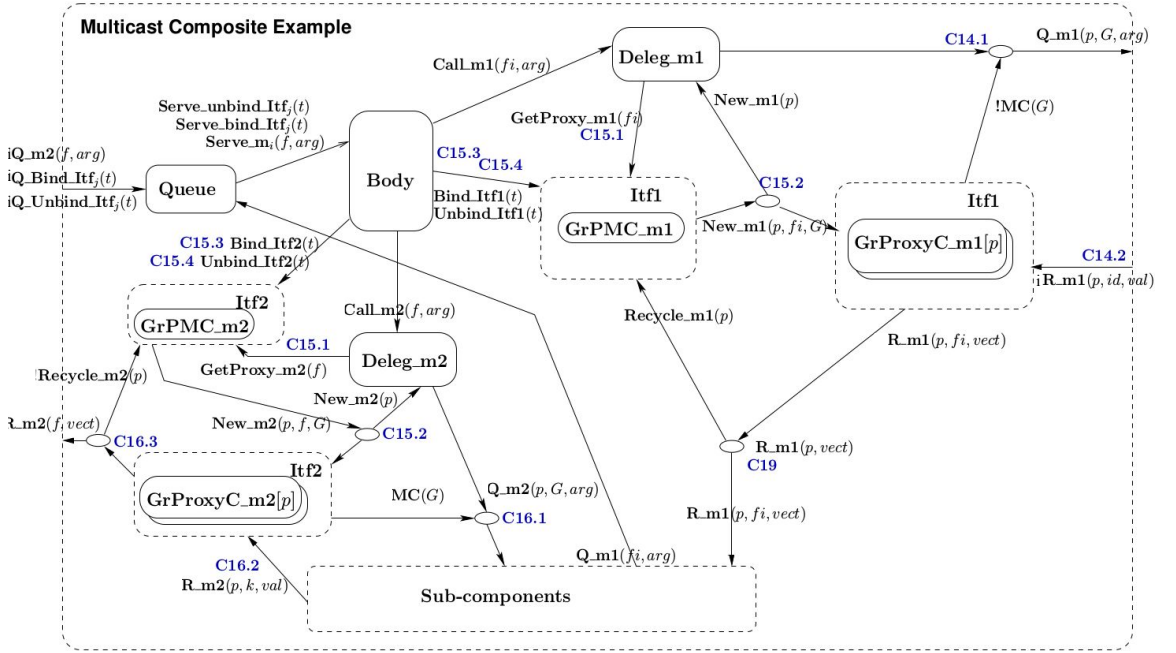 Multicast Composite Example
C14.1
Q_m1(p,G,arg)
Deleg_m1
Call_m1(fi,arg)
New_m1(p)
!MC(G)
Serve_unbind_Itfj(t)
Serve_bind_Itfj(t)
Serve_mi(f,arg)
GetProxy_m1(fi)
C15.1
iQ_m2(f,arg)
iQ_Bind_Itfj(t)
iQ_Unbind_Itfj(t)
Queue
Body
C15.3
C15.4
Bind_Itf1(t)
Unbind_Itf1(t)
Itf1
GrPMC_m1
C15.2
New_m1(p,fi,G)
Itf1
GrProxyC_m1[p]
C14.2
¡R_m1(p,id,val)
C15.3 Bind_Itf2(t)
C15.4 Unbind_Itf2(t)
Itf2
GrPMC_m2
Call_m2(f,arg)
Recycle_m1(p)
R_m1(p,fi,vect)
C15.1
Deleg_m2
GetProxy_m2(f)
!Recycle_m2(p)
New_m2(p)
R_m2(f,vect)
New_m2(p,f,G)
C16.3
C15.2
R_m1(p,vect)
C19
Itf2
GrProxyC_m2[p]
MC(G)
Q_m2(p,G,arg)
C16.1
R_m1(p,fi,vect)
Q_m1(fi,arg)
C16.2
R_m2(p,k,val)
Sub-components